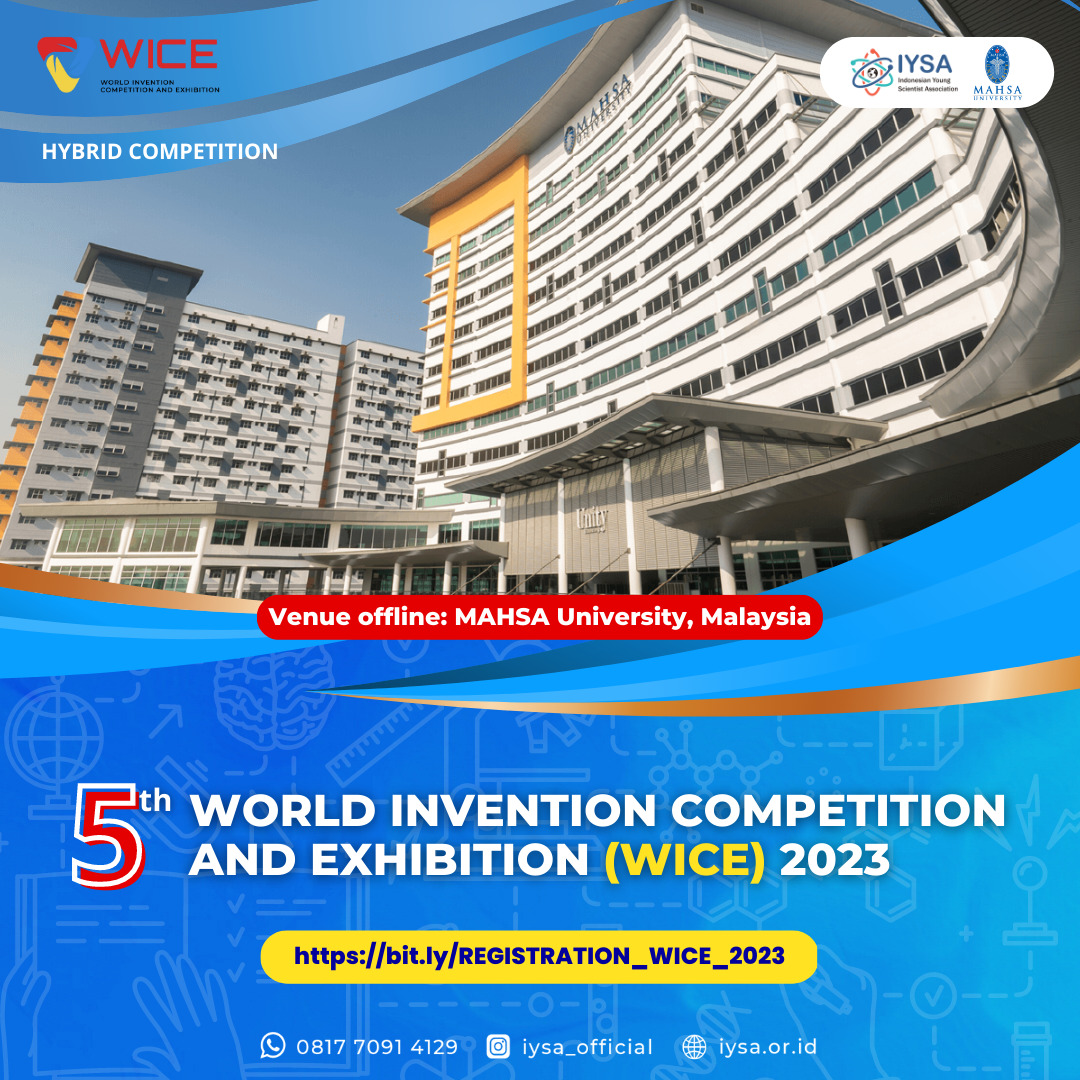 WICE
WORLD INVENTION
COMPETITION AND EXHIBITION
IYSA
Indonesian Young
Scientist Association
MAHSA
UNIVERSITY
HYBRID COMPETITION
MAHSA
UNIVERSITY
Unity
Venue offline: MAHSA University, Malaysia
5th WORLD INVENTION COMPETITION
AND EXHIBITION (WICE) 2023
https://bit.ly/REGISTRATION_WICE_2023
0817 7091 4129 iysa_official iysa.or.id